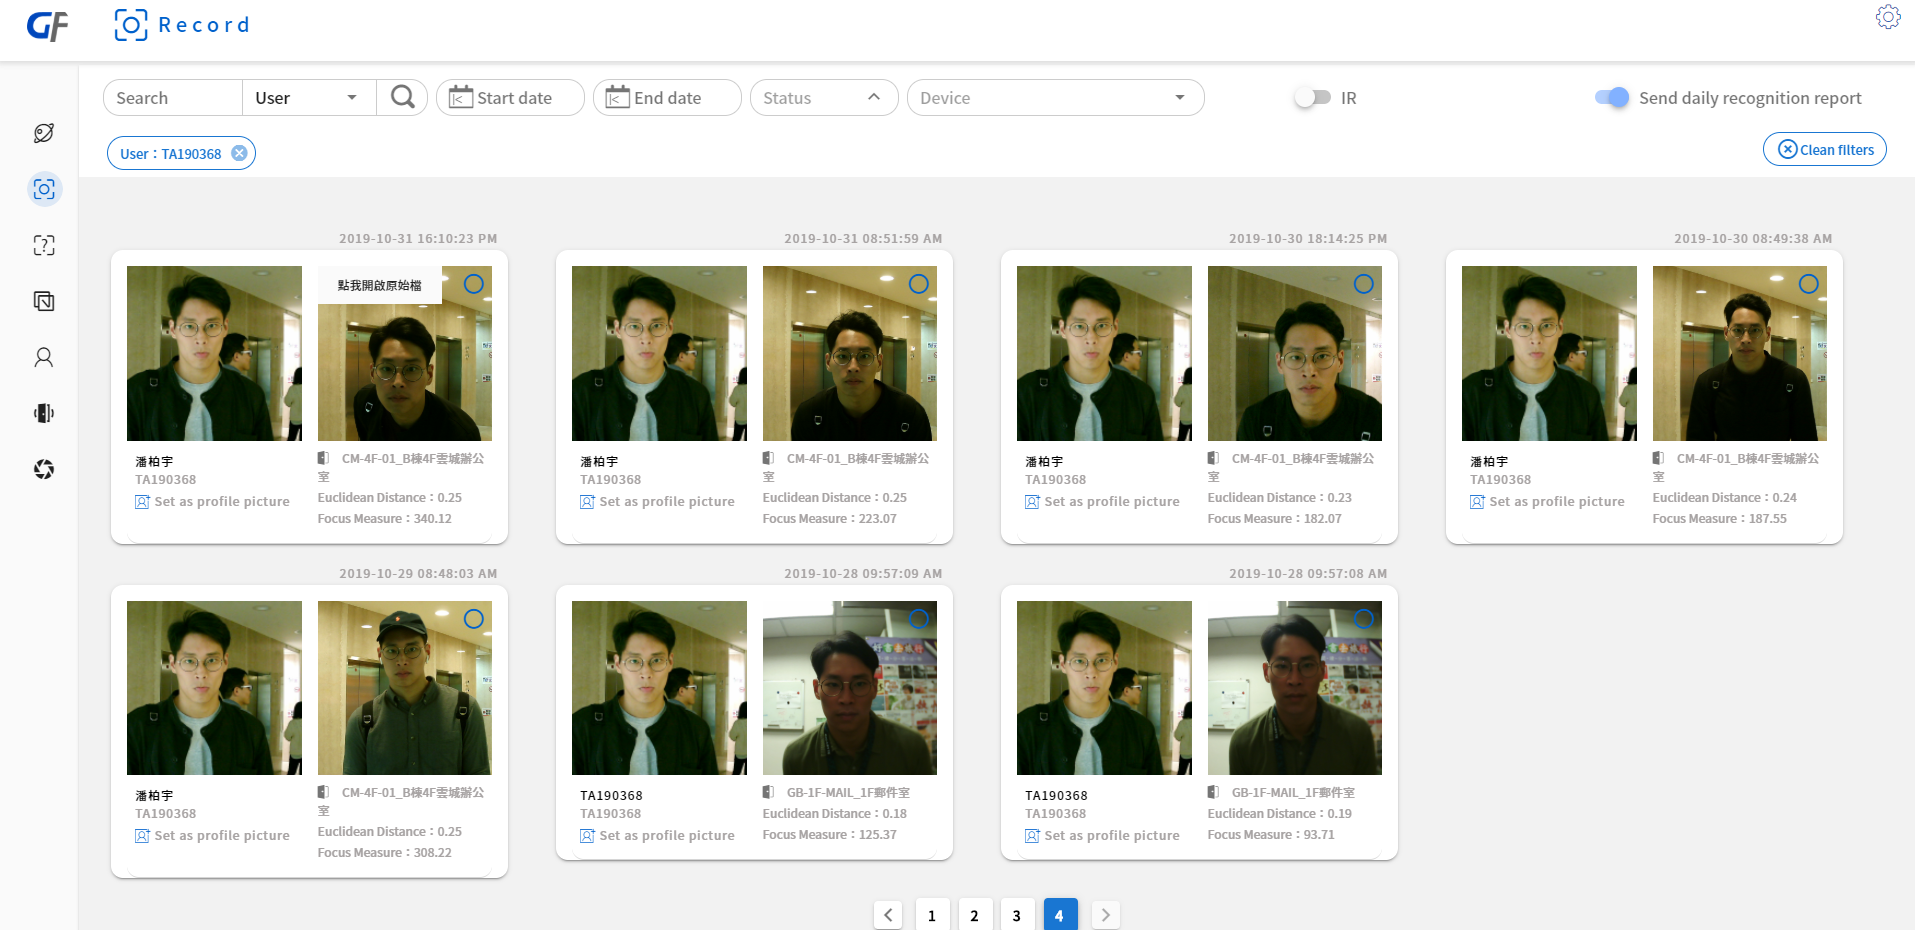 GF
Record
Search
User
Start date
End date
Status
Device
IR
Send daily recognition report
User：TA190368
Clean filters
2019-10-31 16:10:23 PM
點我開啟原始檔
潘柏宇
TA190368
Set as profile picture
CM-4F-01_B棟4F雲城辦公
室
Euclidean Distance：0.25
Focus Measure：340.12
2019-10-31 08:51:59 AM
潘柏宇
TA190368
Set as profile picture
CM-4F-01_B棟4F雲城辦公
室
Euclidean Distance：0.25
Focus Measure：223.07
2019-10-30 18:14:25 PM
潘柏宇
TA190368
Set as profile picture
CM-4F-01_B棟4F雲城辦公
室
Euclidean Distance：0.23
Focus Measure：182.07
2019-10-30 08:49:38 AM
潘柏宇
TA190368
Set as profile picture
CM-4F-01_B棟4F雲城辦公
室
Euclidean Distance：0.24
Focus Measure：187.55
2019-10-29 08:48:03 AM
潘柏宇
TA190368
Set as profile picture
CM-4F-01_B棟4F雲城辦公
室
Euclidean Distance：0.25
Focus Measure：308.22
2019-10-28 09:57:09 AM
TA190368
TA190368
Set as profile picture
GB-1F-MAIL_1F郵件室
Euclidean Distance：0.18
Focus Measure：125.37
2019-10-28 09:57:08 AM
TA190368
TA190368
Set as profile picture
GB-1F-MAIL_1F郵件室
Euclidean Distance：0.19
Focus Measure：93.71
1 2 3 4